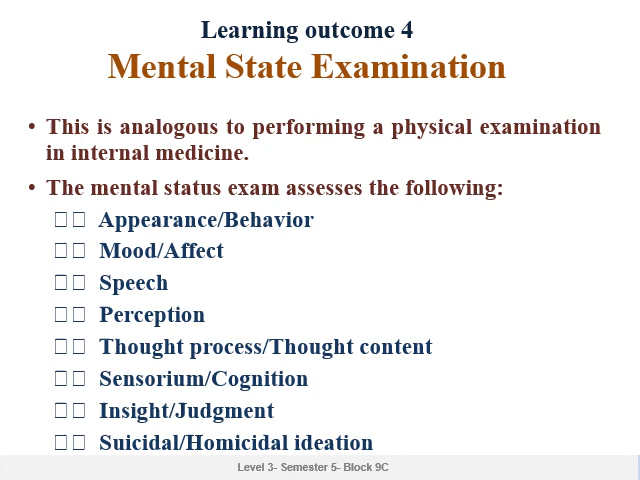 Learning outcome 4
Mental State Examination
• This is analogous to performing a physical examination
in internal medicine.
• The mental status exam assesses the following:
□□ Appearance/Behavior
□□ Mood/Affect
□□ Speech
□□ Perception
□□ Thought process/Thought content
□□ Sensorium/Cognition
□□ Insight/Judgment
□□ Suicidal/Homicidal ideation
Level 3- Semester 5- Block 9C